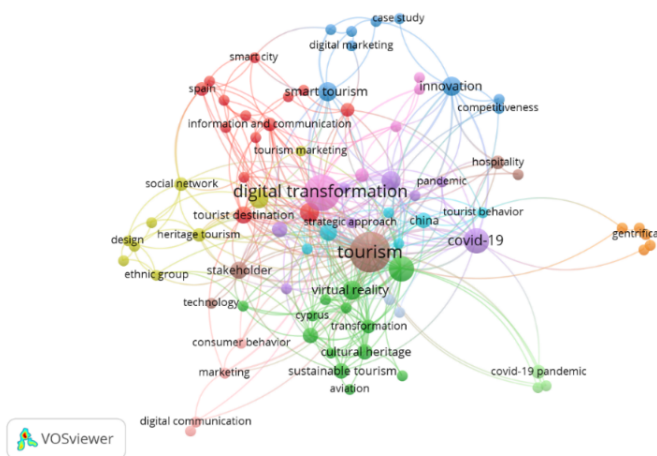 case study
digital marketing
smart city
spain
smart tourism
innovation
competitiveness
information and communication
tourism marketing
hospitality
social network
digital transformation
pandemic
tourist destination
strategic approach
china
tourist behavior
design
heritage tourism
covid-19
gentrifica
tourism
ethnic group
stakeholder
virtual reality
technology
cyprus
transformation
consumer behavior
cultural heritage
marketing
sustainable tourism
covid-19 pandemic
aviation
digital communication
VOSviewer